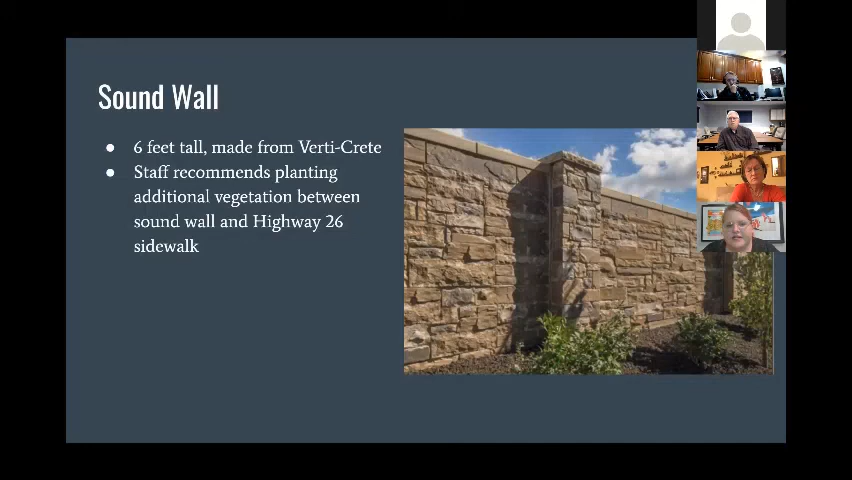 Sound Wall
● 6 feet tall, made from Verti-Crete
● Staff recommends planting
additional vegetation between
sound wall and Highway 26
sidewalk